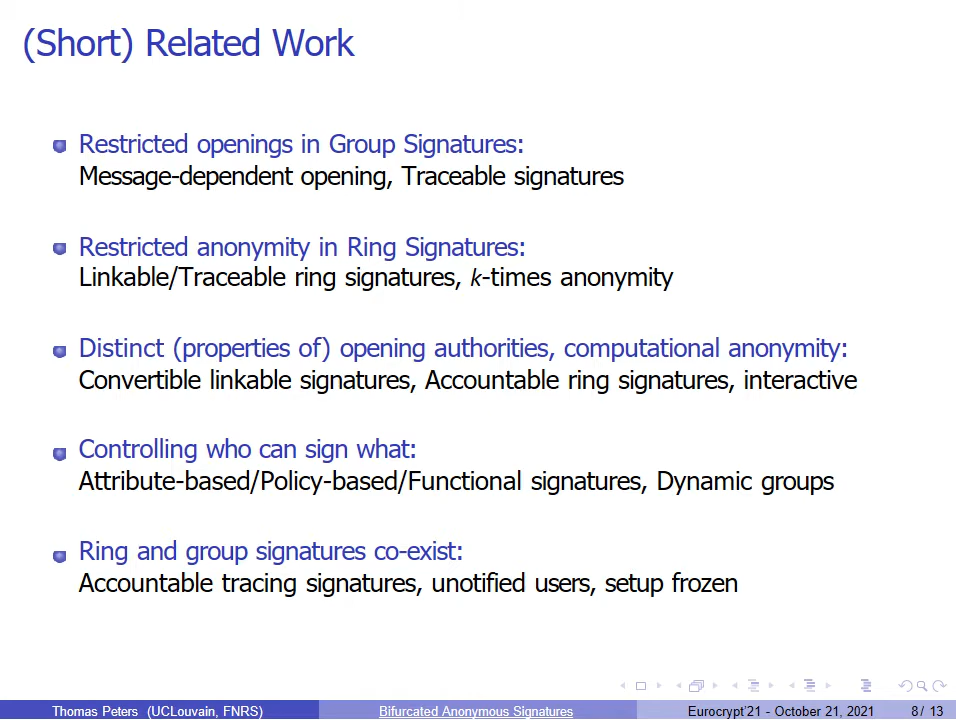 (Short) Related Work
Restricted openings in Group Signatures:
Message-dependent opening, Traceable signatures
Restricted anonymity in Ring Signatures:
Linkable/Traceable ring signatures, k-times anonymity
Distinct (properties of) opening authorities, computational anonymity:
Convertible linkable signatures, Accountable ring signatures, interactive
Controlling who can sign what:
Attribute-based/Policy-based/Functional signatures, Dynamic groups
Ring and group signatures co-exist:
Accountable tracing signatures, unotified users, setup frozen
Thomas Peters (UCLouvain, FNRS) Bifurcated Anonymous Signatures Eurocrypt'21 - October 21, 2021 8 / 13